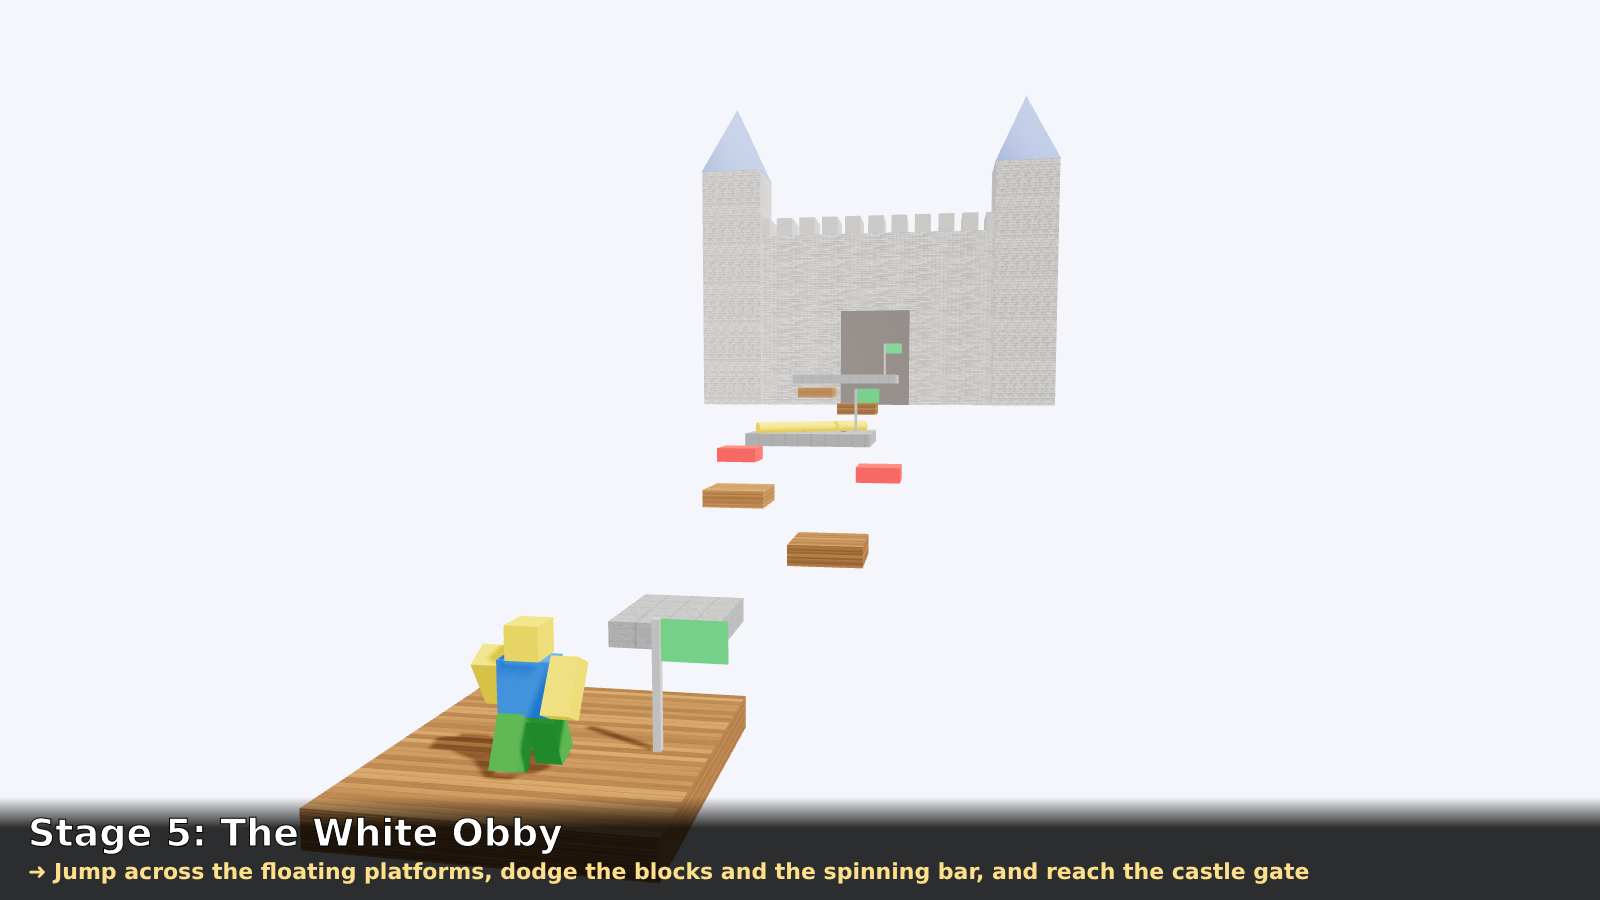 Stage 5: The White Obby
→ Jump across the floating platforms, dodge the blocks and the spinning bar, and reach the castle gate